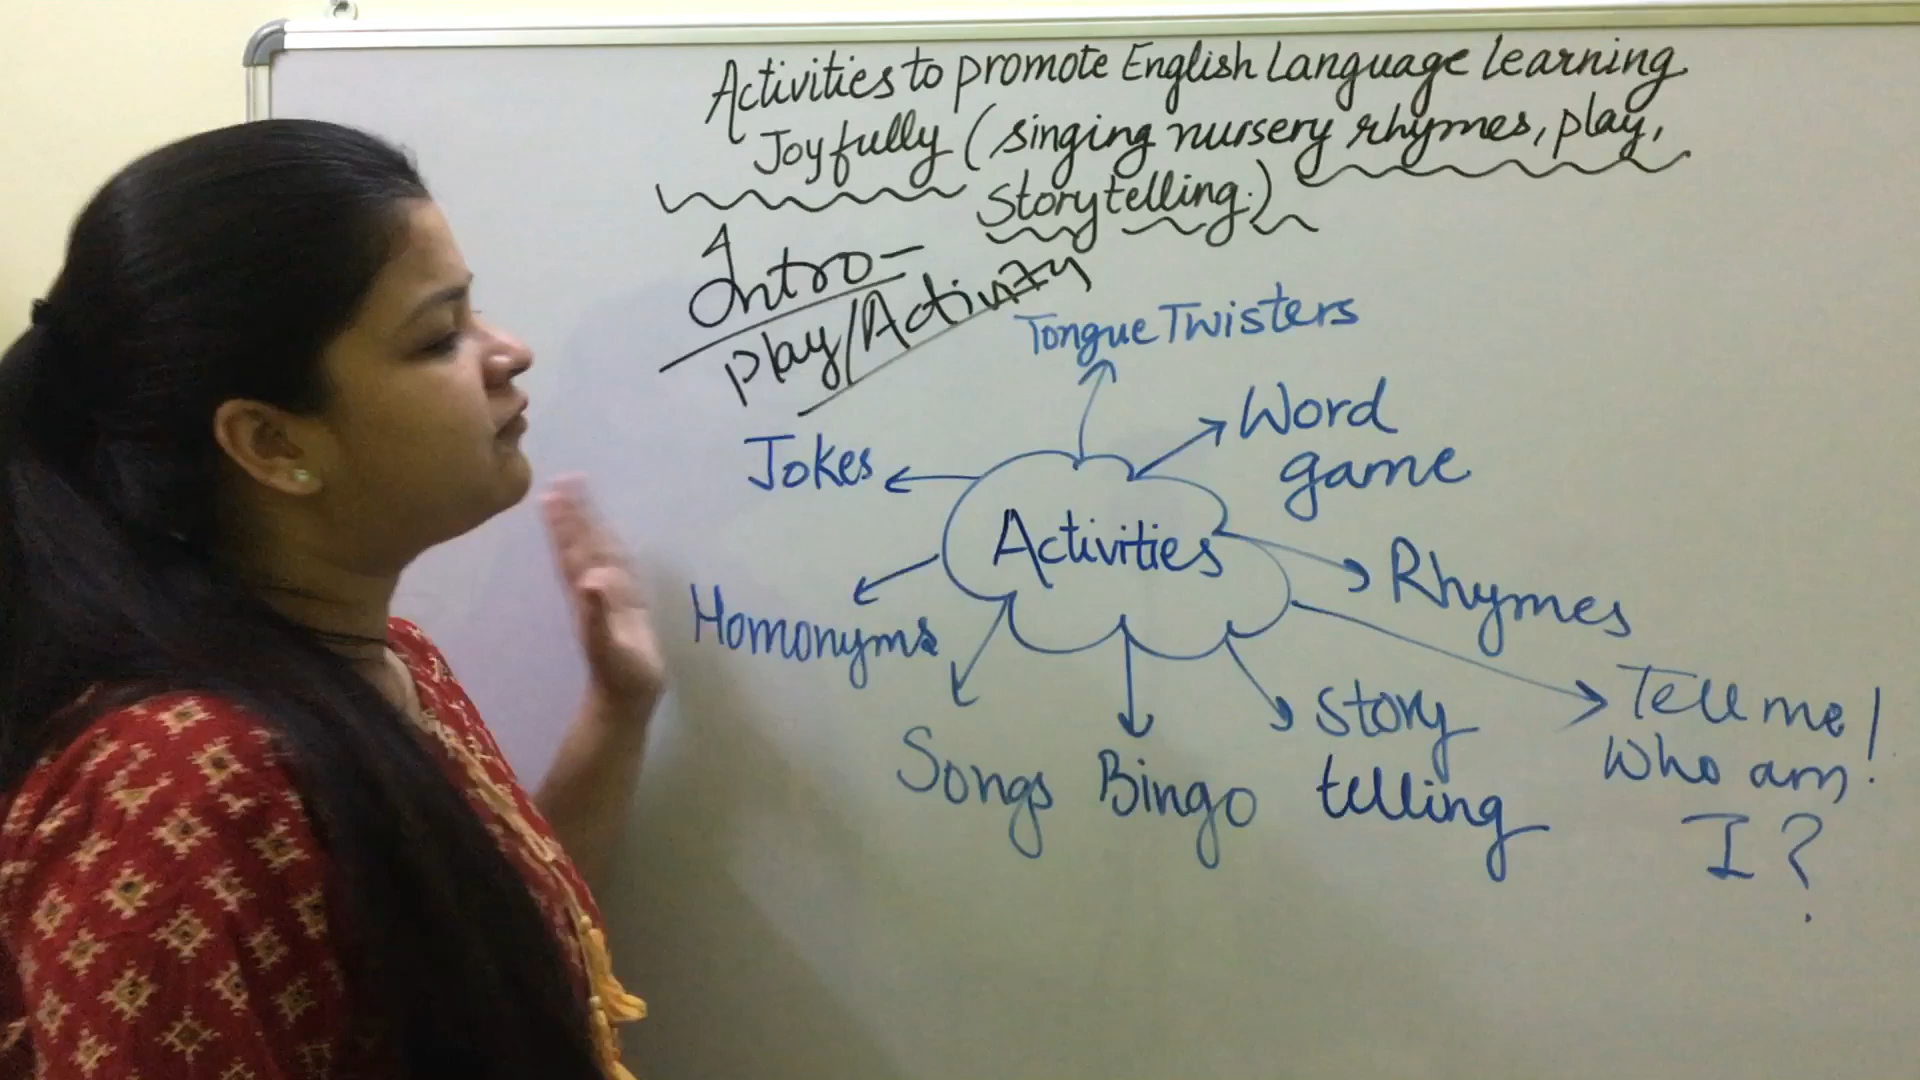 Activities to promote English Language learning
Joyfully (singing nursery rhymes, play,
Storytelling.)
Intro-
Play/Activity
Tongue Twisters
Word
game
Jokes
Activities
Rhymes
Homonyms
Tell me!
Who am
I?
Story
telling
Songs
Bingo